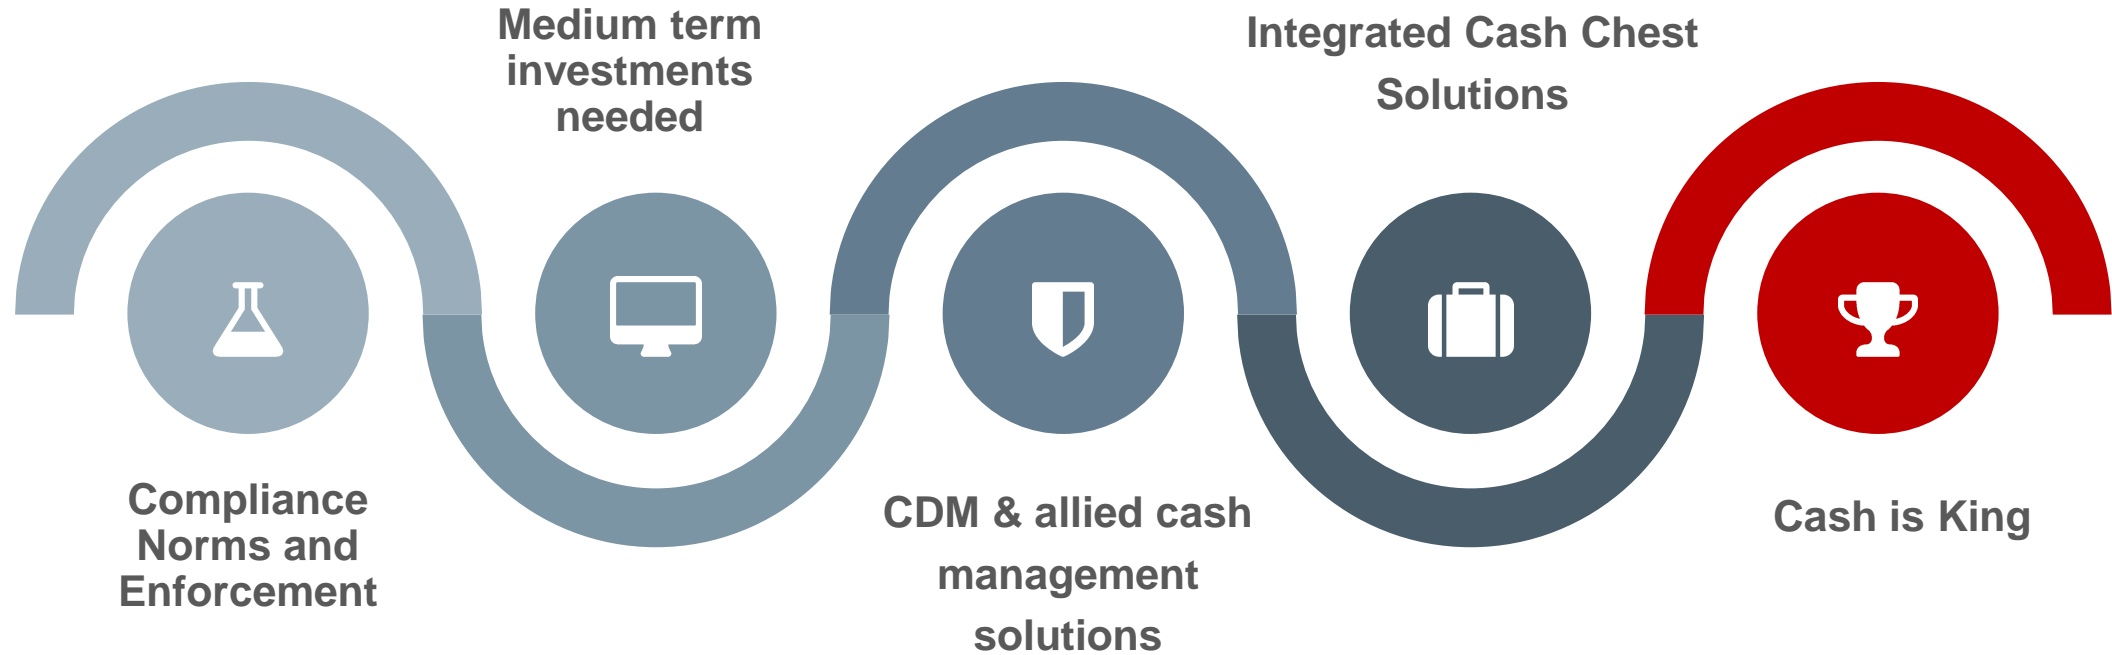 Compliance
Norms and
Enforcement
Medium term
investments
needed
CDM & allied cash
management
solutions
Integrated Cash Chest
Solutions
Cash is King